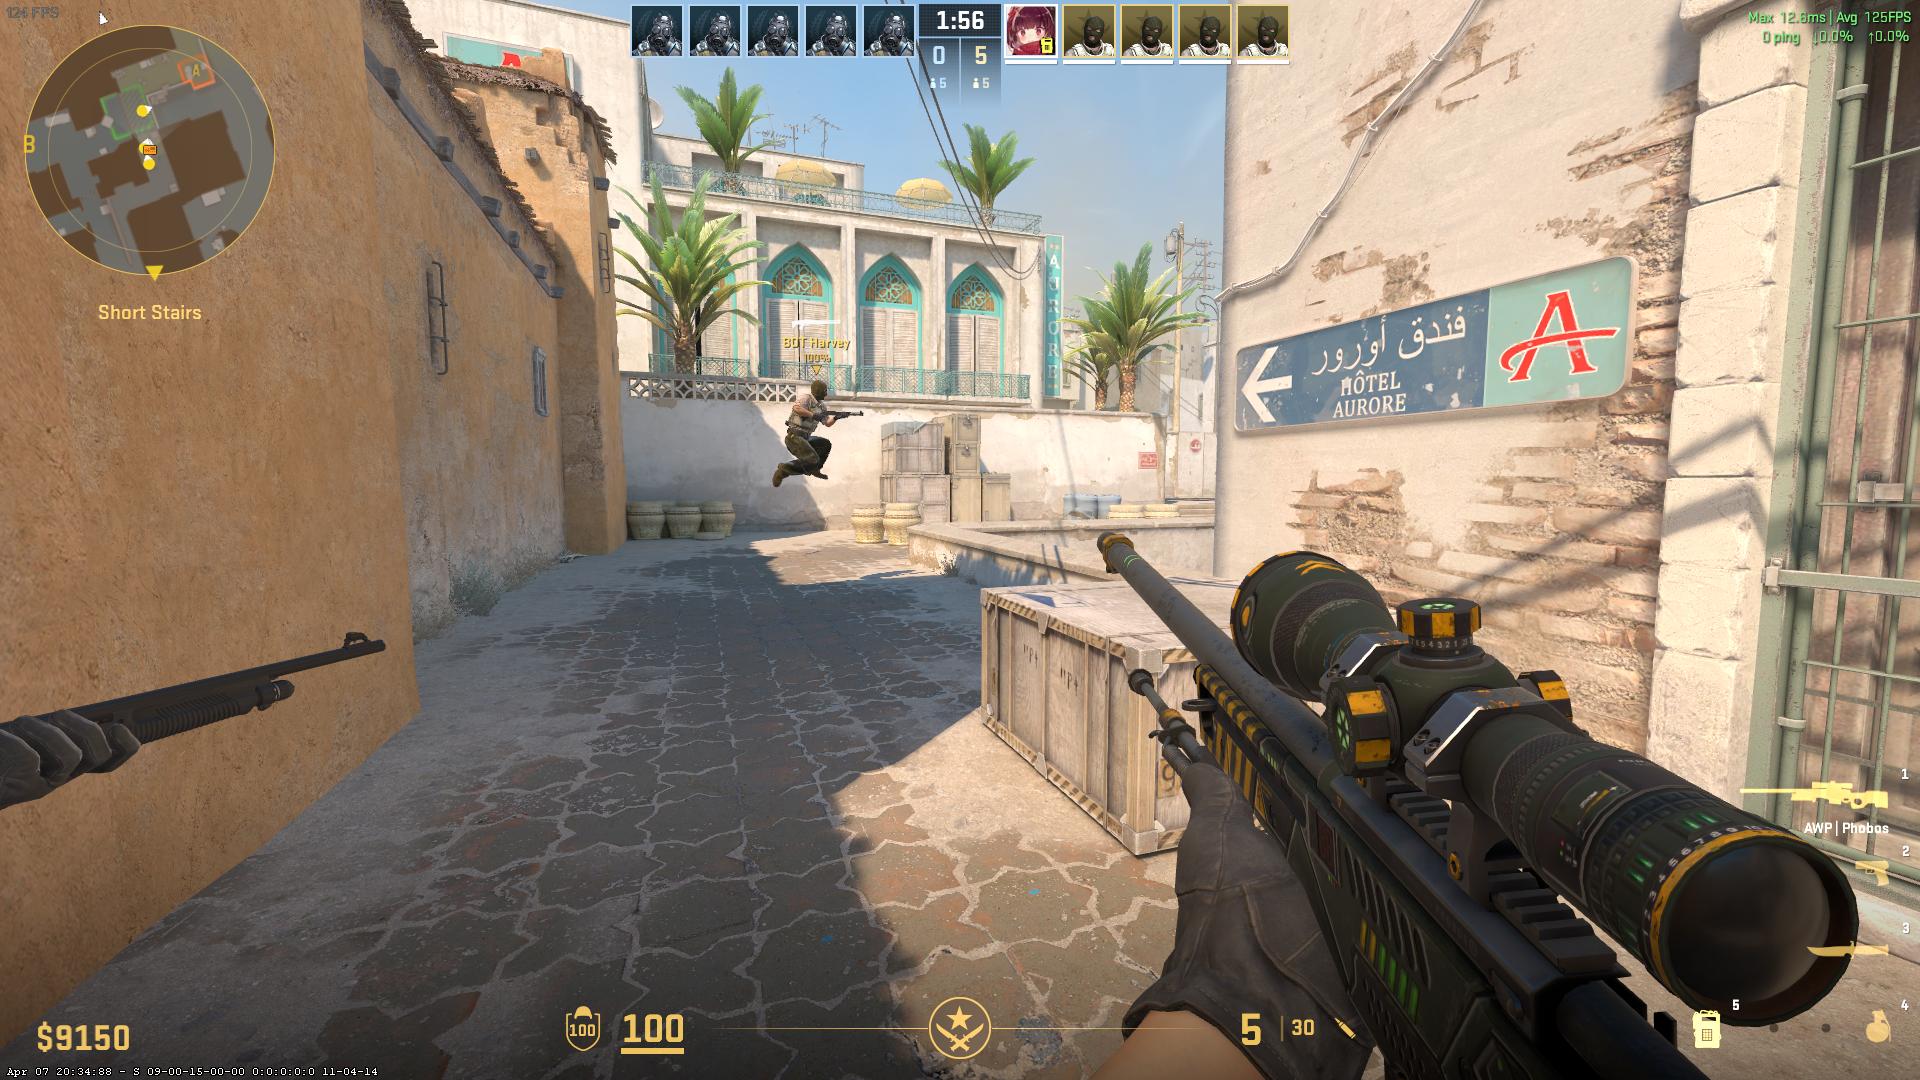 124 FPS
1:56
0 5
5 5
Max 12.6ms | Avg 125FPS
0 ping ↓0.0% ↑0.0%
A
B
Short Stairs
BOT Harvey
100%
AURORE
فندق أورور
HÔTEL
AURORE
A
1
AWP | Phobos
2
3
5
4
$9150
100
100
5 | 30
Apr 07 20:34:88 - S 09-00-15-00-00 0:0:0:0:0 11-04-14